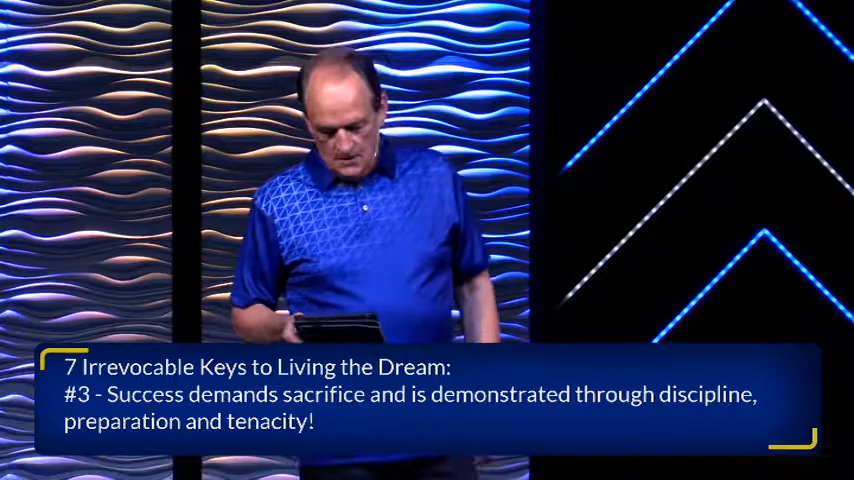 7 Irrevocable Keys to Living the Dream:
#3 - Success demands sacrifice and is demonstrated through discipline,
preparation and tenacity!